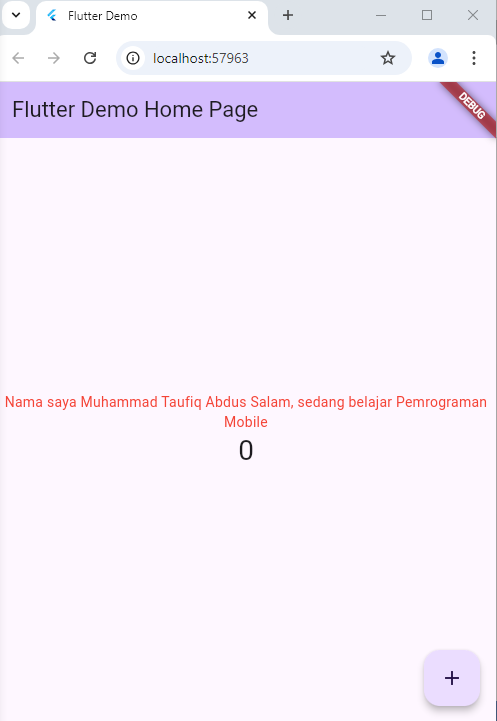 Flutter Demo
localhost:57963
Flutter Demo Home Page
DEBUG
Nama saya Muhammad Taufiq Abdus Salam, sedang belajar Pemrograman
Mobile
0